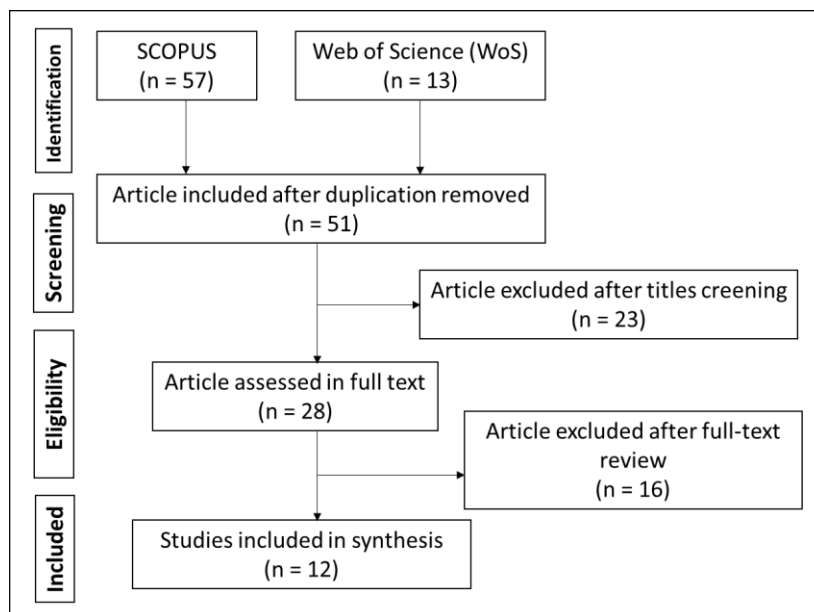 Identification
SCOPUS
(n = 57)
Web of Science (WoS)
(n = 13)
Screening
Article included after duplication removed
(n = 51)
Article excluded after titles creening
(n = 23)
Eligibility
Article assessed in full text
(n = 28)
Article excluded after full-text
review
(n = 16)
Included
Studies included in synthesis
(n = 12)